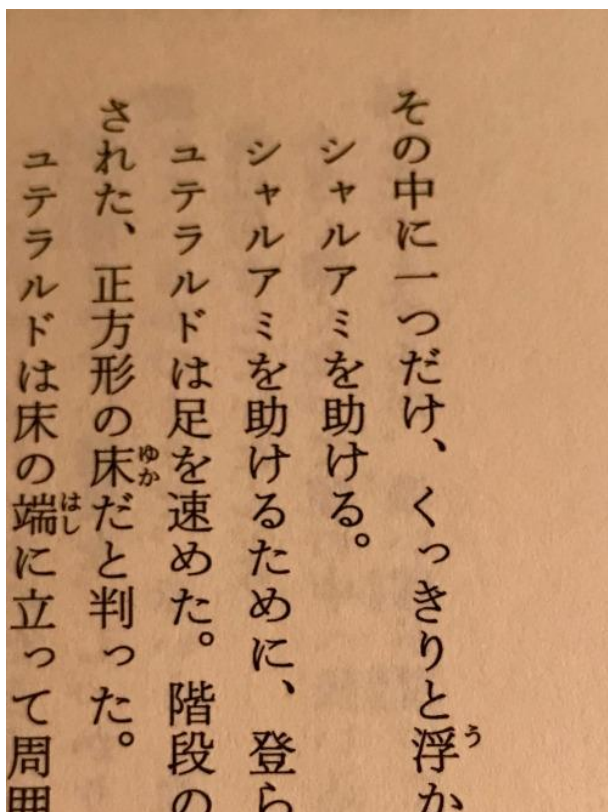 その中に一つだけ、くっきりと浮か
シャルアミを助ける。
シャルアミを助けるために、登ら
ユテラルドは足を速めた。階段の
された、正方形の床だと判った。
ユテラルドは床の端に立って周囲